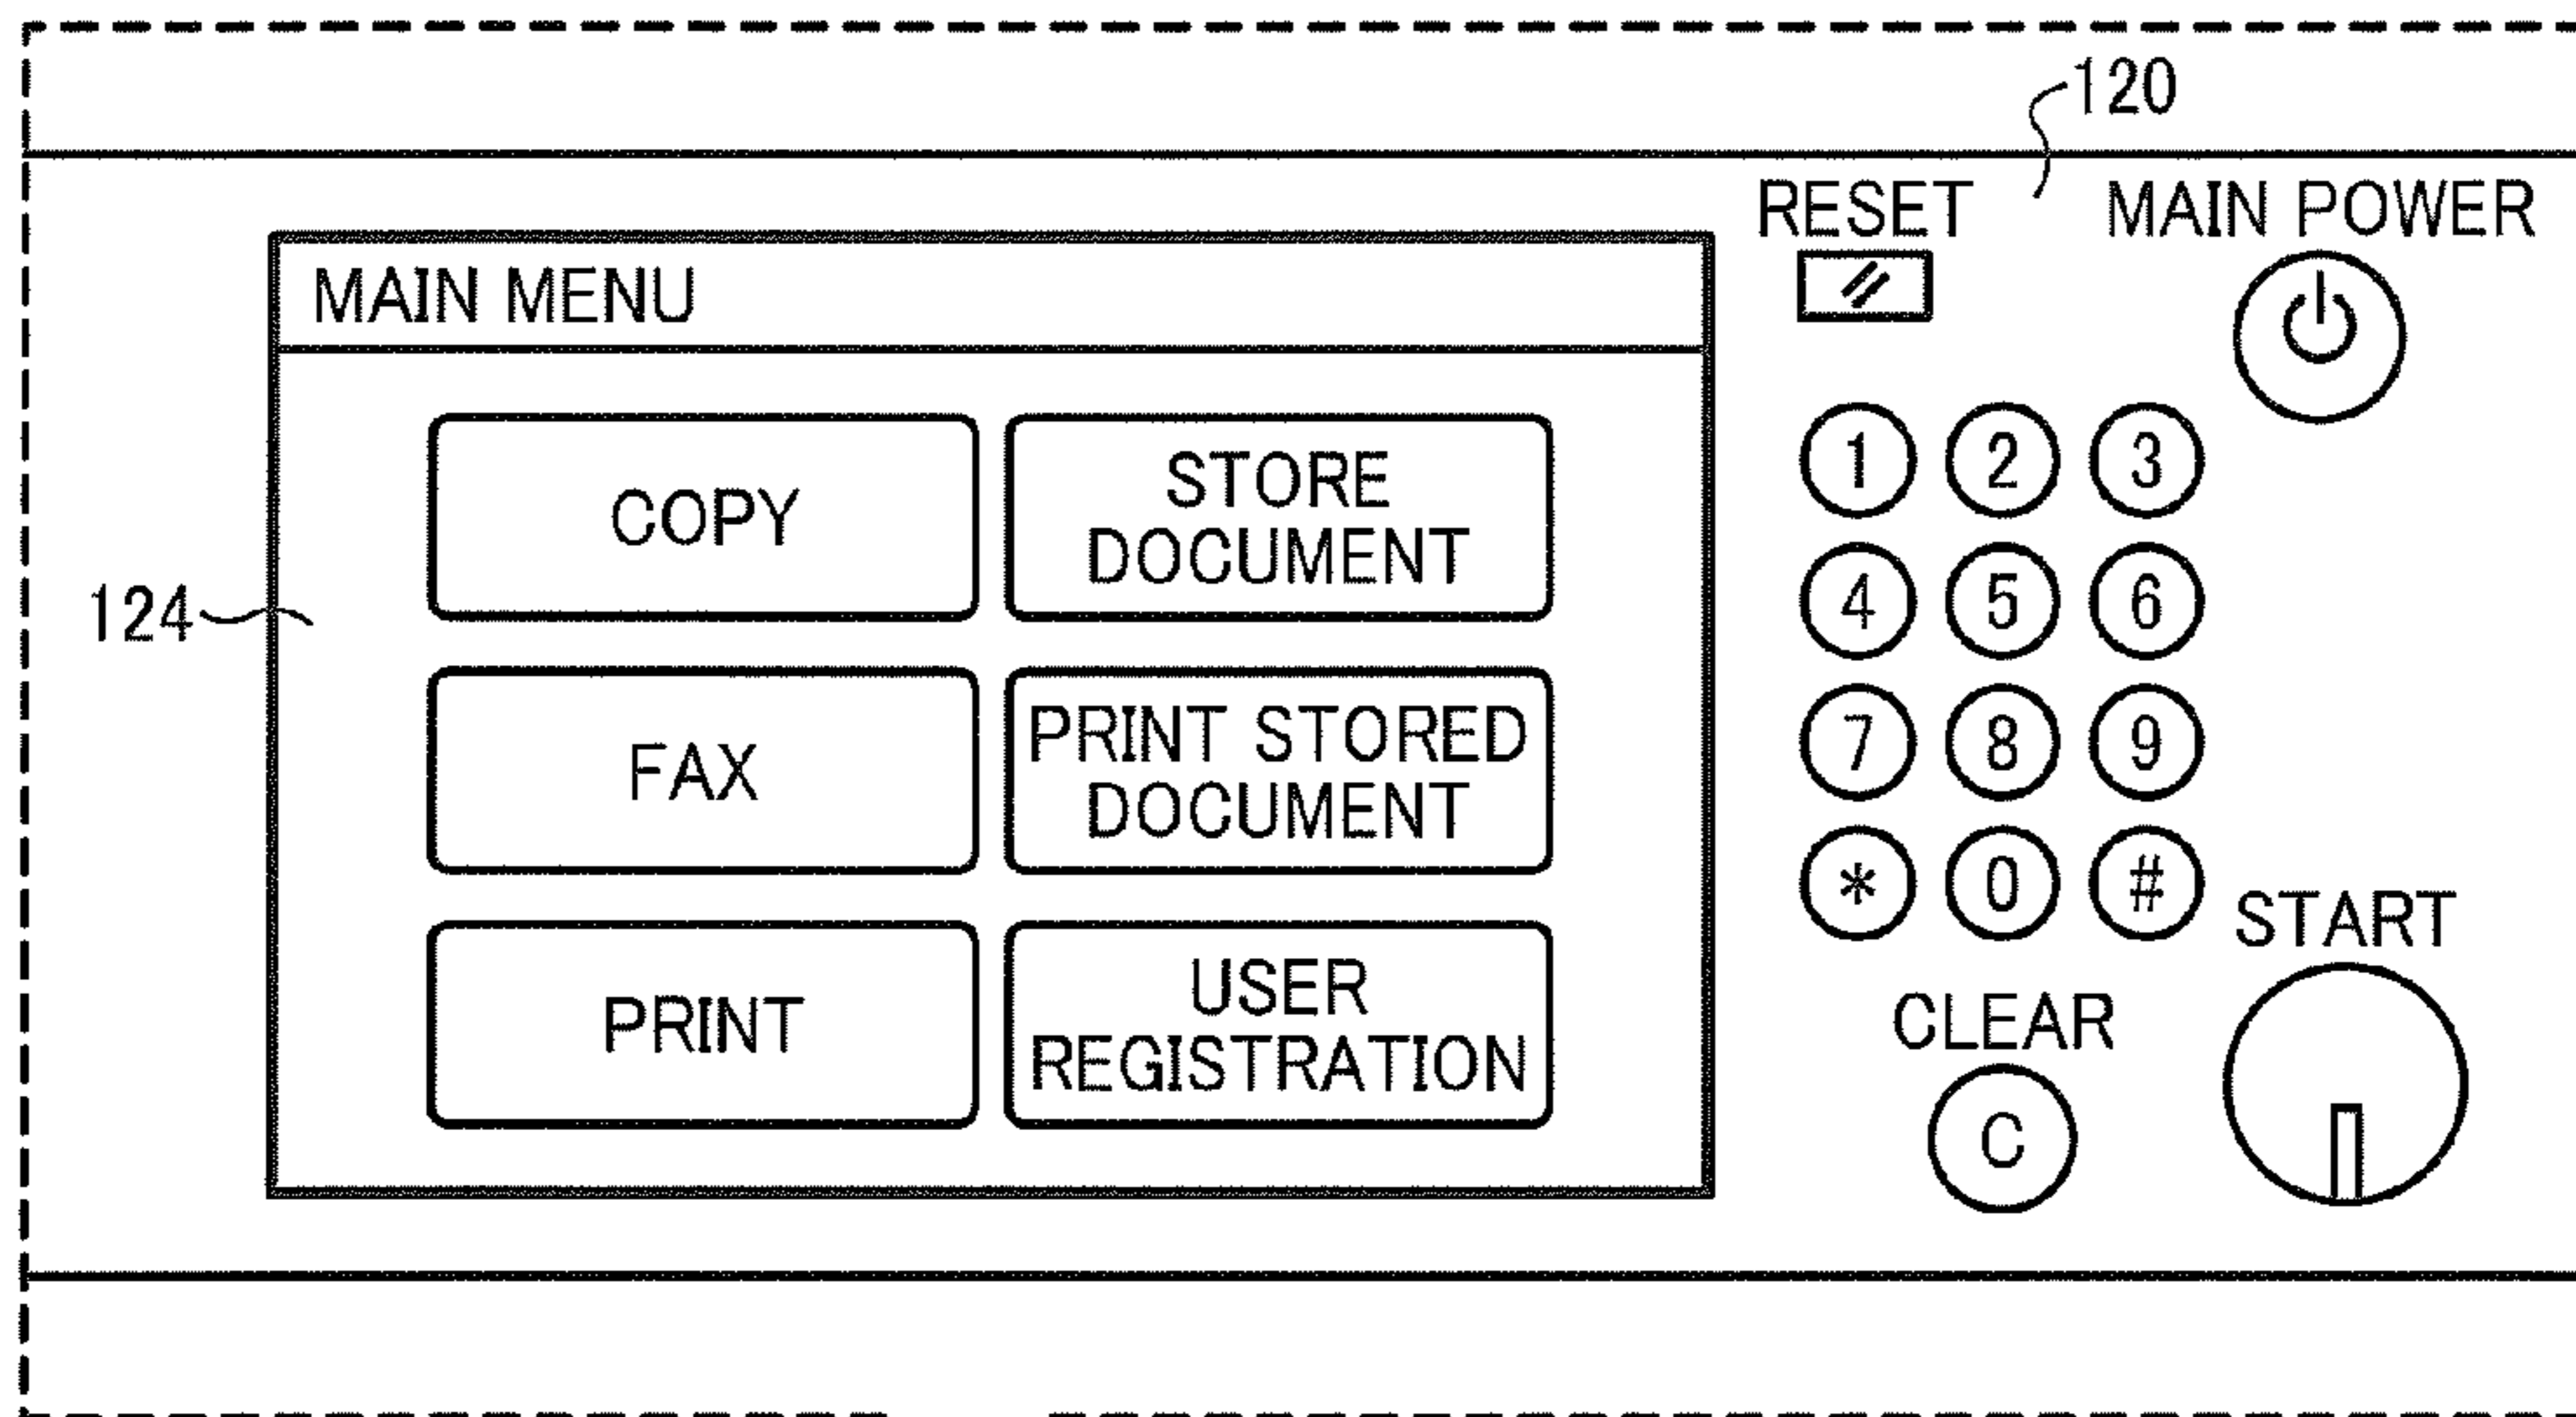 120
RESET
MAIN POWER
MAIN MENU
COPY
STORE
DOCUMENT
124
FAX
PRINT STORED
DOCUMENT
PRINT
USER
REGISTRATION
1 2 3
4 5 6
7 8 9
* 0 #
START
CLEAR
C